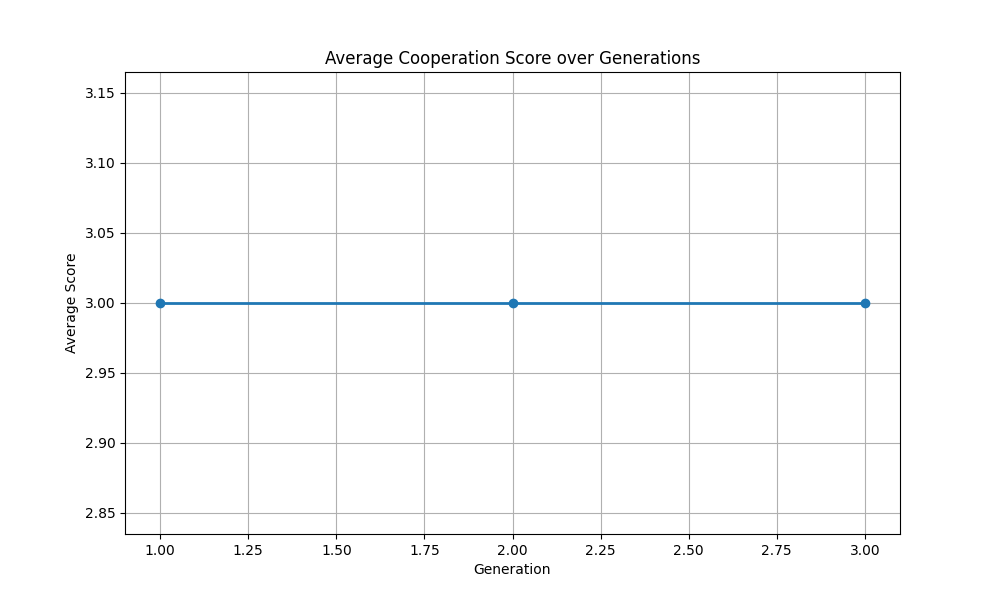 Average Cooperation Score over Generations
3.15
3.10
3.05
3.00
2.95
2.90
2.85
Average Score
1.00 1.25 1.50 1.75 2.00 2.25 2.50 2.75 3.00
Generation